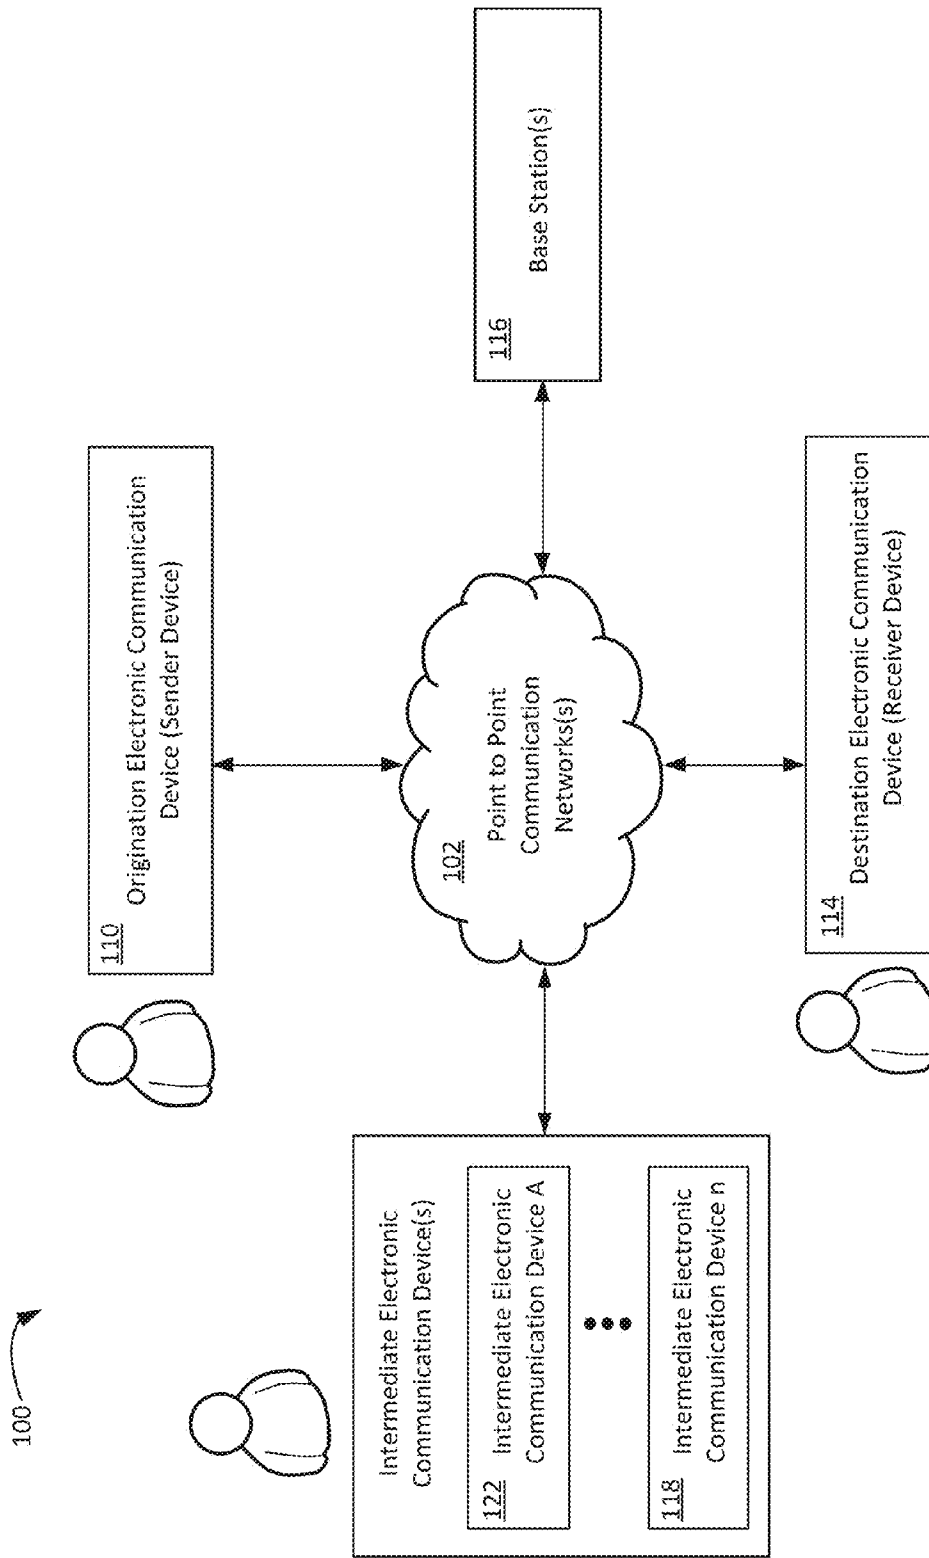 100
110
Origination Electronic Communication
Device (Sender Device)
Intermediate Electronic
Communication Device(s)
122
Intermediate Electronic
Communication Device A
118
Intermediate Electronic
Communication Device n
102
Point to Point
Communication
Networks(s)
116
Base Station(s)
114
Destination Electronic Communication
Device (Receiver Device)